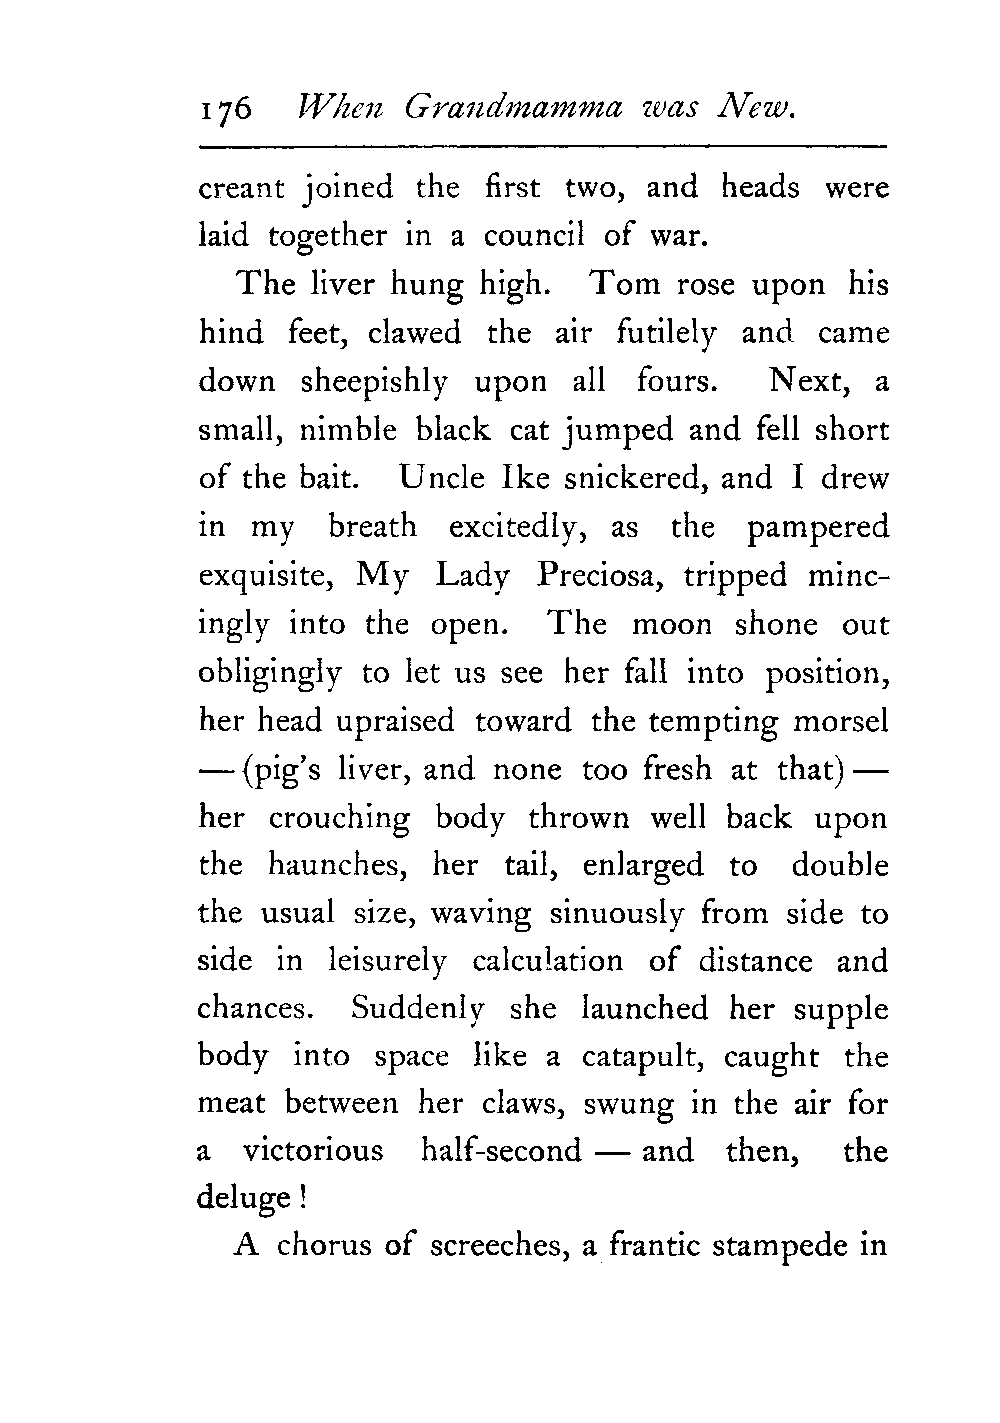 176 When Grandmamma was New.
creant joined the first two, and heads were
laid together in a council of war.
The liver hung high. Tom rose upon his
hind feet, clawed the air futilely and came
down sheepishly upon all fours. Next, a
small, nimble black cat jumped and fell short
of the bait. Uncle Ike snickered, and I drew
in my breath excitedly, as the pampered
exquisite, My Lady Preciosa, tripped minc-
ingly into the open. The moon shone out
obligingly to let us see her fall into position,
her head upraised toward the tempting morsel
— (pig's liver, and none too fresh at that) —
her crouching body thrown well back upon
the haunches, her tail, enlarged to double
the usual size, waving sinuously from side to
side in leisurely calculation of distance and
chances. Suddenly she launched her supple
body into space like a catapult, caught the
meat between her claws, swung in the air for
a victorious half-second — and then, the
deluge!
A chorus of screeches, a frantic stampede in